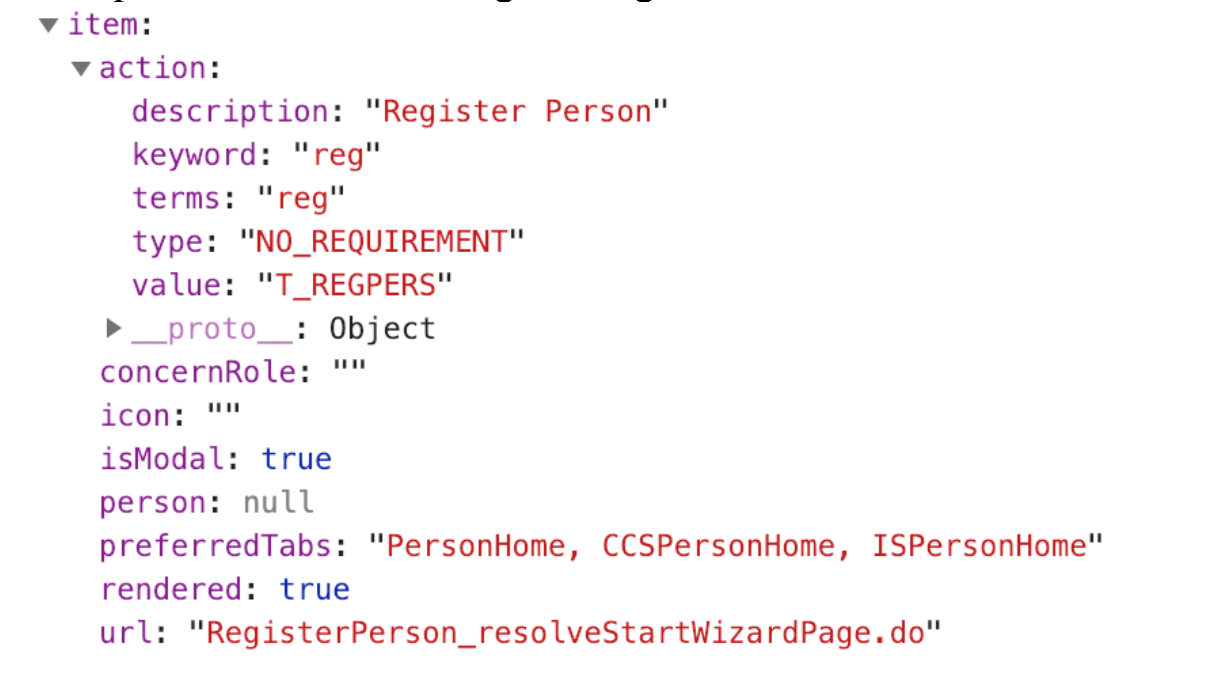 item:
action:
description: "Register Person"
keyword: "reg"
terms: "reg"
type: "NO_REQUIREMENT"
value: "T_REGPERS"
__proto__: Object
concernRole: ""
icon: ""
isModal: true
person: null
preferredTabs: "PersonHome, CCSPersonHome, ISPersonHome"
rendered: true
url: "RegisterPerson_resolveStartWizardPage.do"